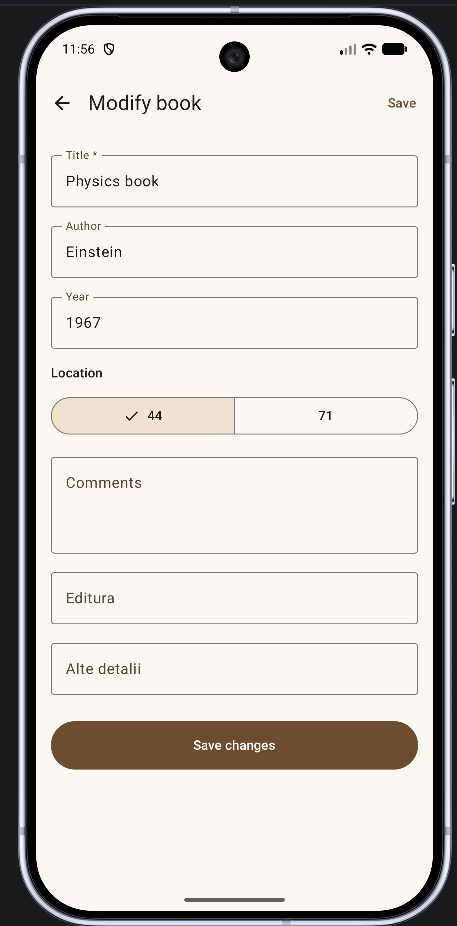 11:56
Modify book
Save
Title *
Physics book
Author
Einstein
Year
1967
Location
44
71
Comments
Editura
Alte detalii
Save changes